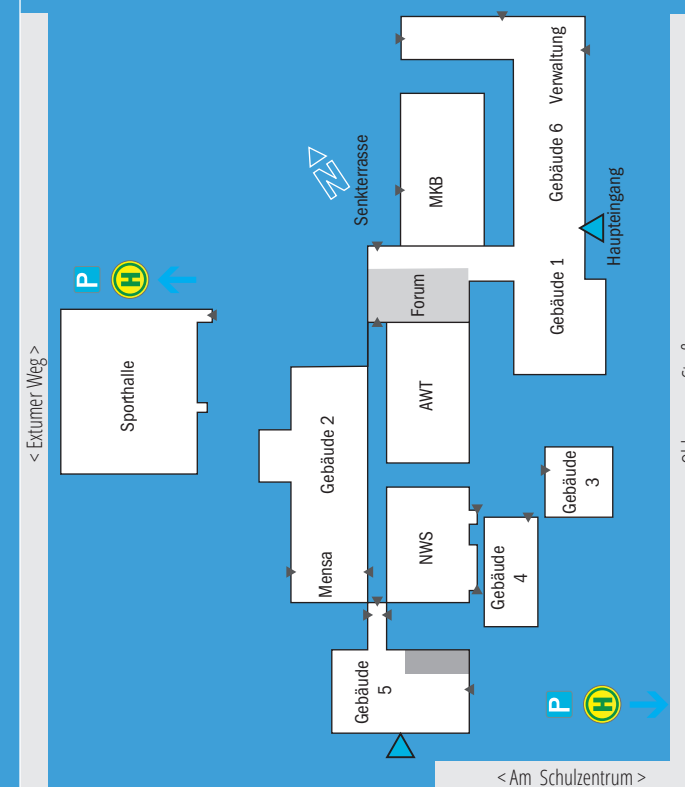 < Extumer Weg >
P
H
Sporthalle
N
Senkterrasse
MKB
Verwaltung
Gebäude 6
Haupteingang
Gebäude 1
Forum
AWT
Gebäude 2
Mensa
NWS
Gebäude
3
Gebäude
4
Gebäude
5
P
H
< Am Schulzentrum >